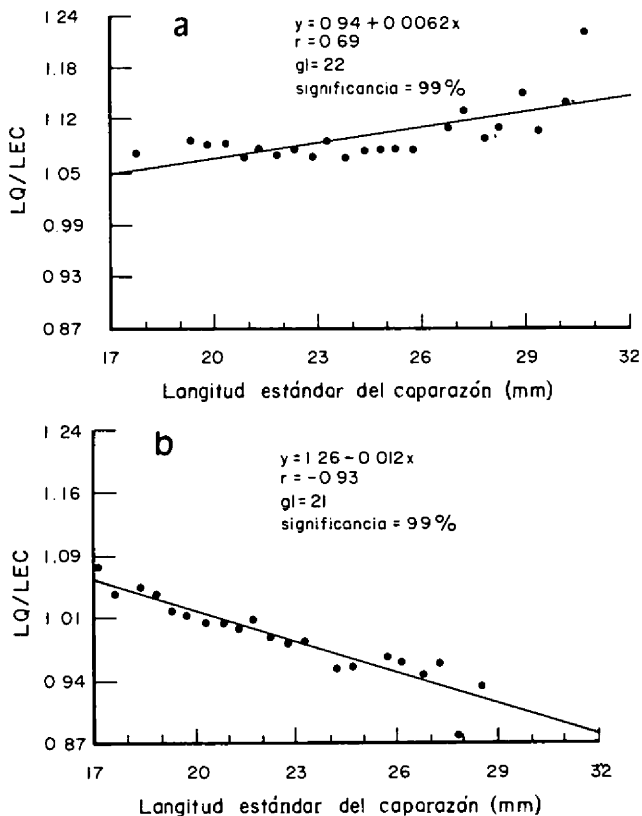 a
y = 0.94 + 0.0062x
r = 0.69
gl = 22
significancia = 99%
LQ/LEC
1.24
1.18
1.12
1.05
0.99
0.93
0.87
17 20 23 26 29 32
Langitud estándar del caparazón (mm)
b
y = 1.26 - 0.012x
r = -0.93
gl = 21
significancia = 99%
LQ/LEC
1.24
1.16
1.09
1.01
0.94
0.87
17 20 23 26 29 32
Langitud estándar del caparazón (mm)